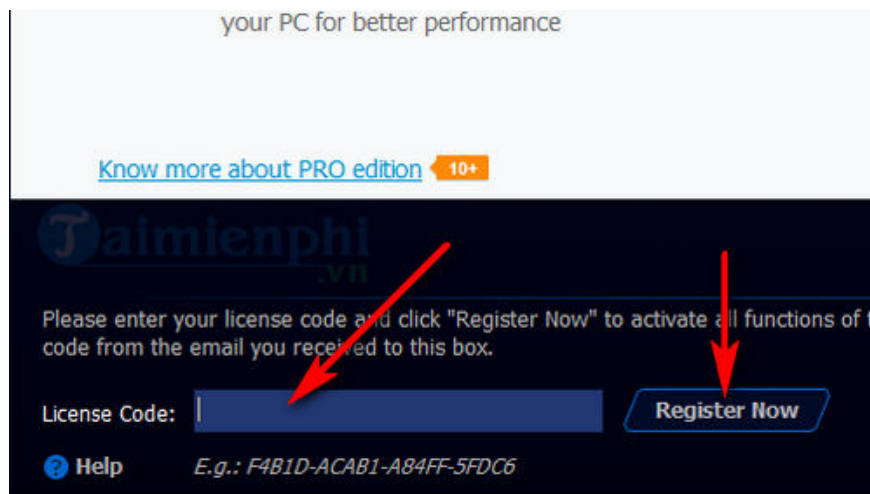 your PC for better performance
Know more about PRO edition 10+
Taimienphi
.vn
Please enter your license code and click "Register Now" to activate all functions of t
code from the email you received to this box.
License Code: Register Now
? Help E.g.: F4B1D-ACAB1-A84FF-5FDC6